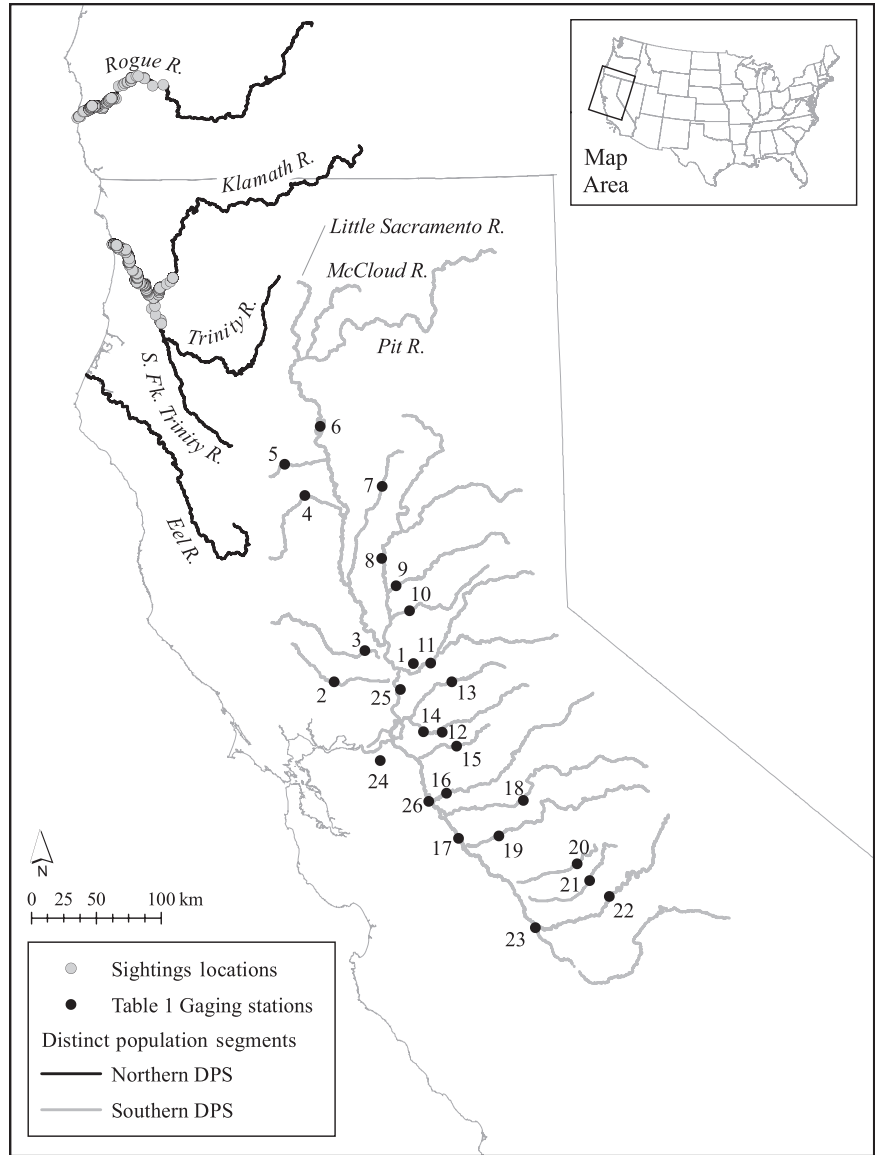 Rogue R.
Map
Area
Klamath R.
Little Sacramento R.
McCloud R.
Trinity R.
Pit R.
S. Fk. Trinity R.
6
5
7
4
Eel R.
8
9
10
3
1
11
2
25
13
14
12
15
24
16
18
26
17
19
20
21
22
23
N
0 25 50 100 km
Sightings locations
Table 1 Gaging stations
Distinct population segments
Northern DPS
Southern DPS